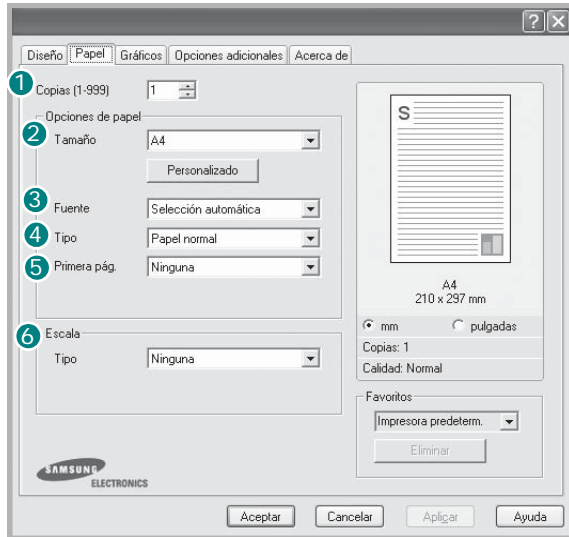 Diseño Papel Gráficos Opciones adicionales Acerca de
1 Copias (1-999) 1
Opciones de papel
2 Tamaño A4
Personalizado
3 Fuente Selección automática
4 Tipo Papel normal
5 Primera pág. Ninguna
6 Escala
Tipo Ninguna
S
A4
210 x 297 mm
mm pulgadas
Copias: 1
Calidad: Normal
Favoritos
Impresora predeterm.
Eliminar
SAMSUNG
ELECTRONICS
Aceptar Cancelar Aplicar Ayuda